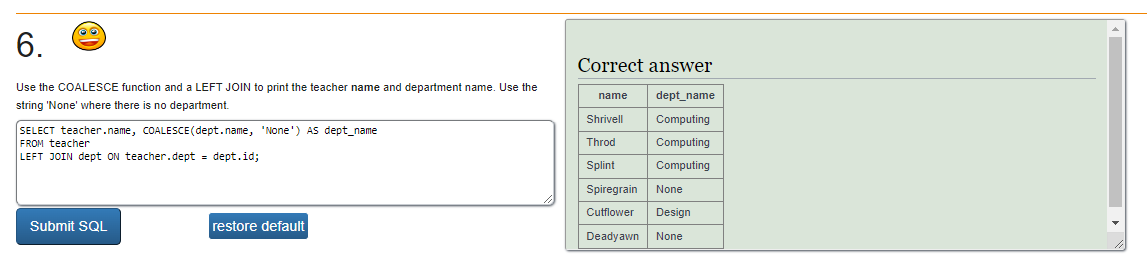 6.
Use the COALESCE function and a LEFT JOIN to print the teacher name and department name. Use the
string 'None' where there is no department.
SELECT teacher.name, COALESCE(dept.name, 'None') AS dept_name
FROM teacher
LEFT JOIN dept ON teacher.dept = dept.id;
Submit SQL restore default
Correct answer
name dept_name
Shrivell Computing
Throd Computing
Splint Computing
Spiregrain None
Cutflower Design
Deadyawn None